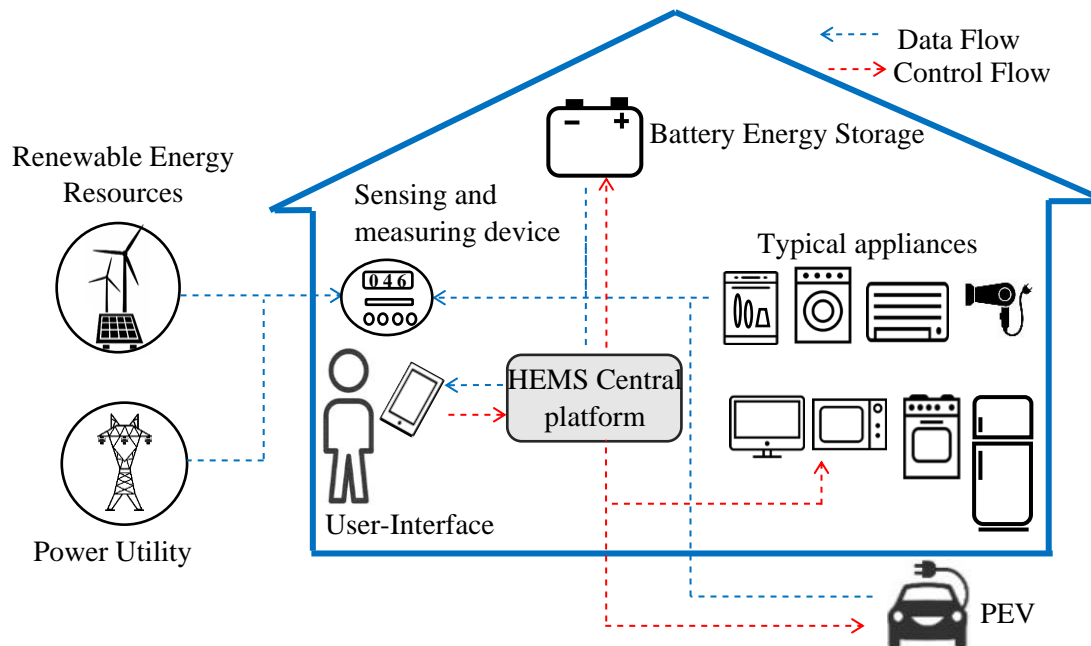 Data Flow
Control Flow
Battery Energy Storage
Renewable Energy
Resources
Sensing and
measuring device
Typical appliances
046
HEMS Central
platform
User-Interface
Power Utility
PEV